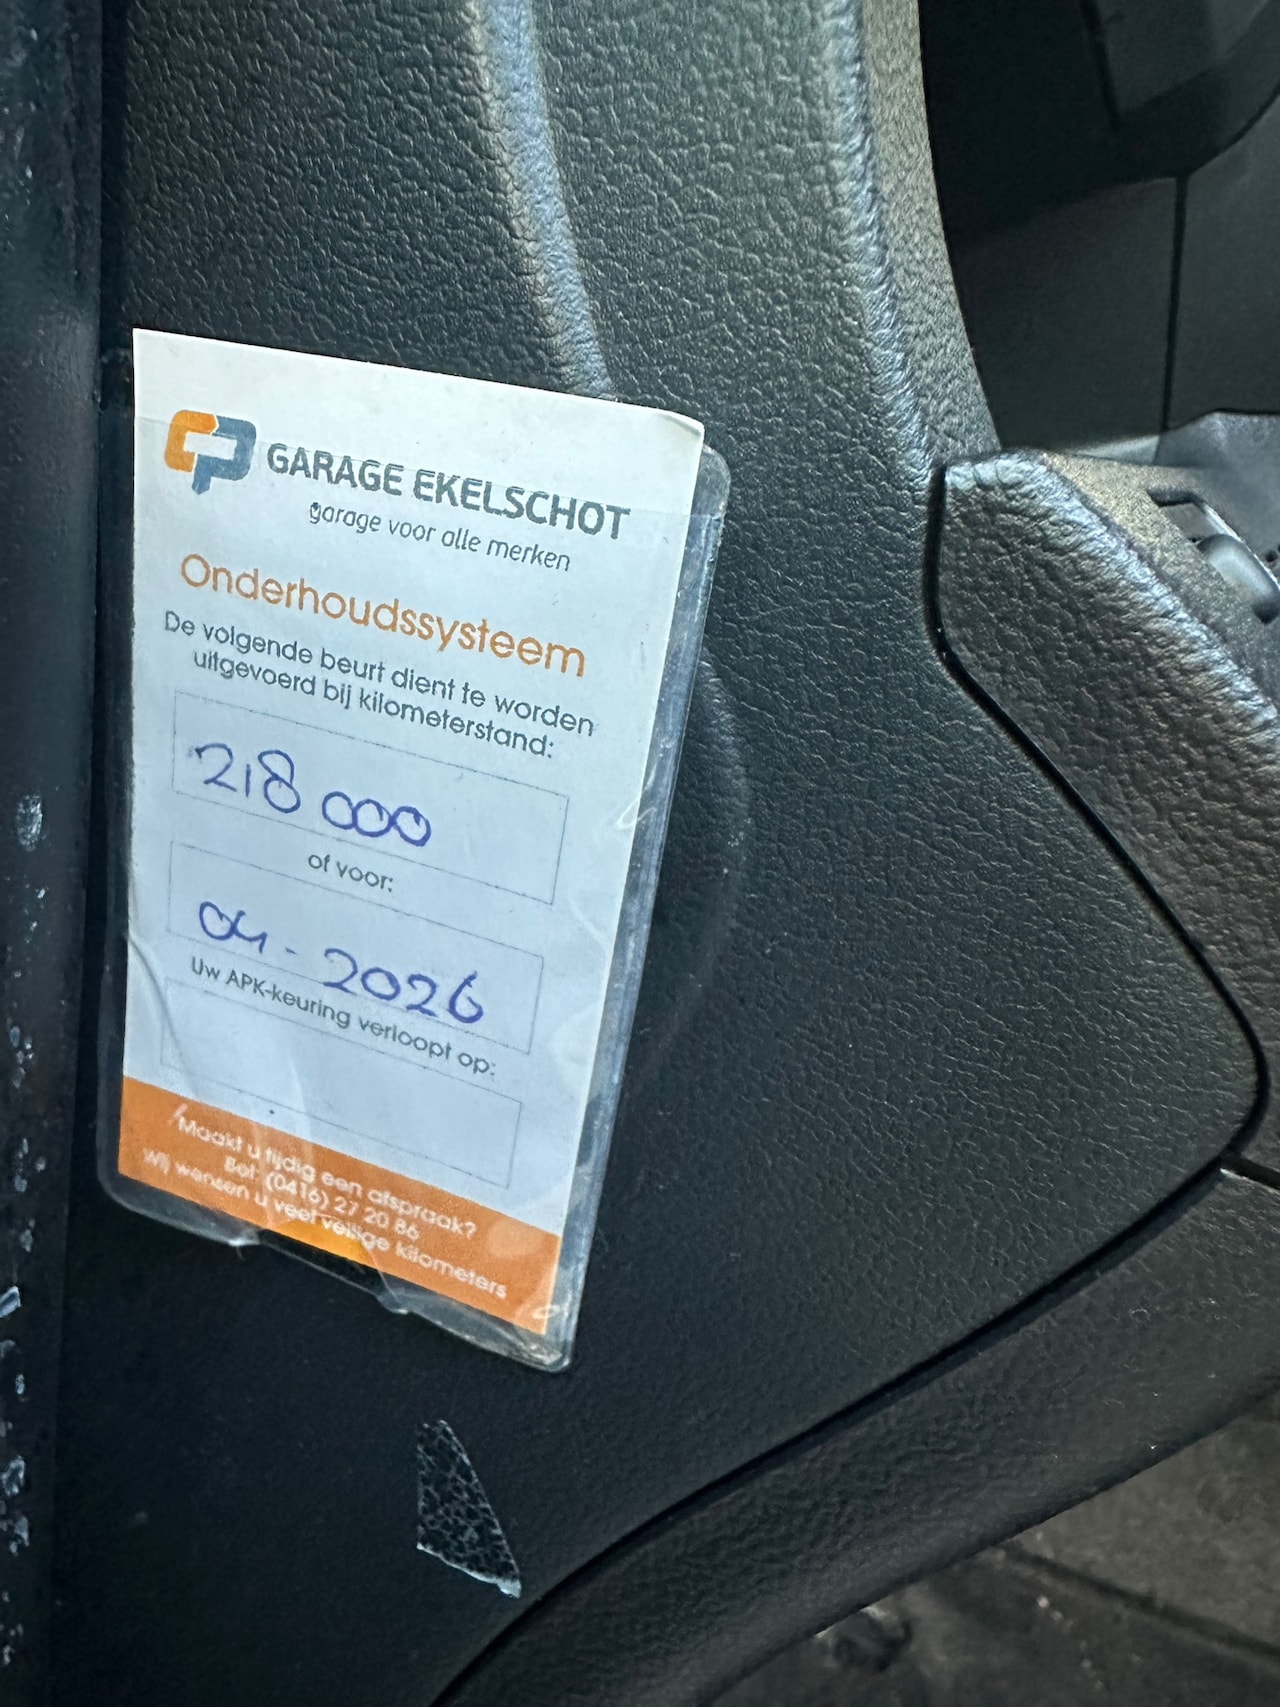 GARAGE EKELSCHOT
garage voor alle merken
Onderhoudssysteem
De volgende beurt dient te worden
uitgevoerd bij kilometerstand:
218 000
of voor:
04-2026
Uw APK-keuring verloopt op:
Maakt u tijdig een afspraak?
Bel: (0416) 27 20 86
Wij wensen u veel veilige kilometers